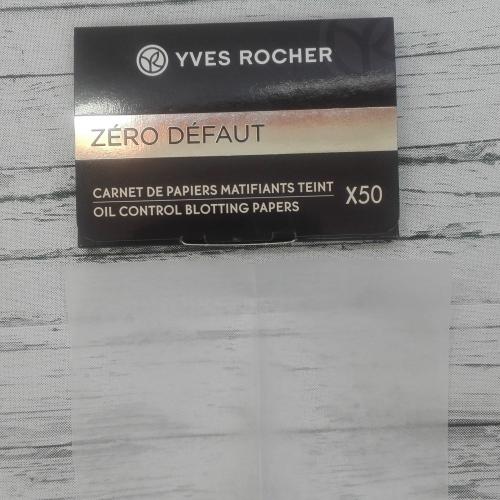 YVES ROCHER
ZÉRO DÉFAUT
CARNET DE PAPIERS MATIFIANTS TEINT
OIL CONTROL BLOTTING PAPERS
X50